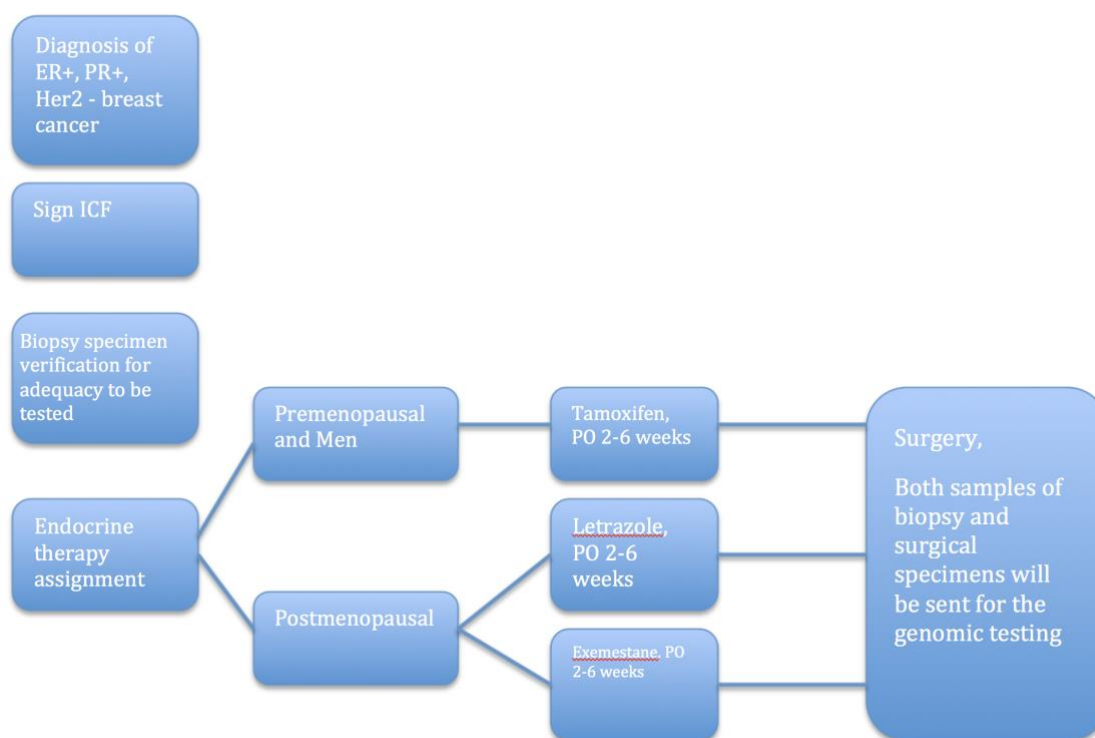 Diagnosis of
ER+, PR+,
Her2 - breast
cancer
Sign ICF
Biopsy specimen
verification for
adequacy to be
tested
Endocrine
therapy
assignment
Premenopausal
and Men
Postmenopausal
Tamoxifen,
PO 2-6 weeks
Letrazole,
PO 2-6
weeks
Exemestane. PO
2-6 weeks
Surgery,
Both samples of
biopsy and
surgical
specimens will
be sent for the
genomic testing